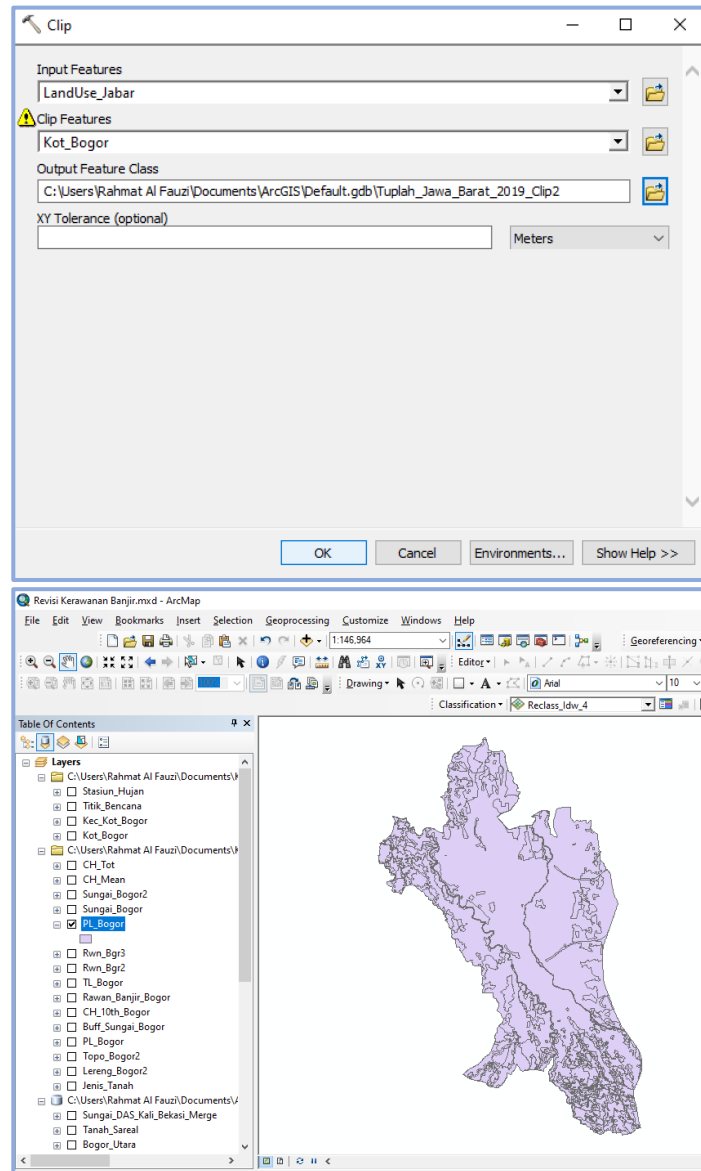 Clip
Input Features
LandUse_Jabar
Clip Features
Kot_Bogor
Output Feature Class
C:\Users\Rahmat Al Fauzi\Documents\ArcGIS\Default.gdb\Tuplah_Jawa_Barat_2019_Clip2
XY Tolerance (optional)
Meters
OK Cancel Environments... Show Help >>
Revisi Kerawanan Banjir.mxd - ArcMap
File Edit View Bookmarks Insert Selection Geoprocessing Customize Windows Help
1:146,964 Georeferencing
Editor
Drawing A Arial 10
Classification Reclass_Idw_4
Table Of Contents
Layers
C:\Users\Rahmat Al Fauzi\Documents\
Stasiun_Hujan
Titik_Bencana
Kec_Kot_Bogor
Kot_Bogor
C:\Users\Rahmat Al Fauzi\Documents\
CH_Tot
CH_Mean
Sungai_Bogor2
Sungai_Bogor
PL_Bogor
Rwn_Bgr3
Rwn_Bgr2
TL_Bogor
Rawan_Banjir_Bogor
CH_10th_Bogor
Buff_Sungai_Bogor
PL_Bogor
Topo_Bogor2
Lereng_Bogor2
Jenis_Tanah
C:\Users\Rahmat Al Fauzi\Documents\A
Sungai_DAS_Kali_Bekasi_Merge
Tanah_Sareal
Bogor_Utara